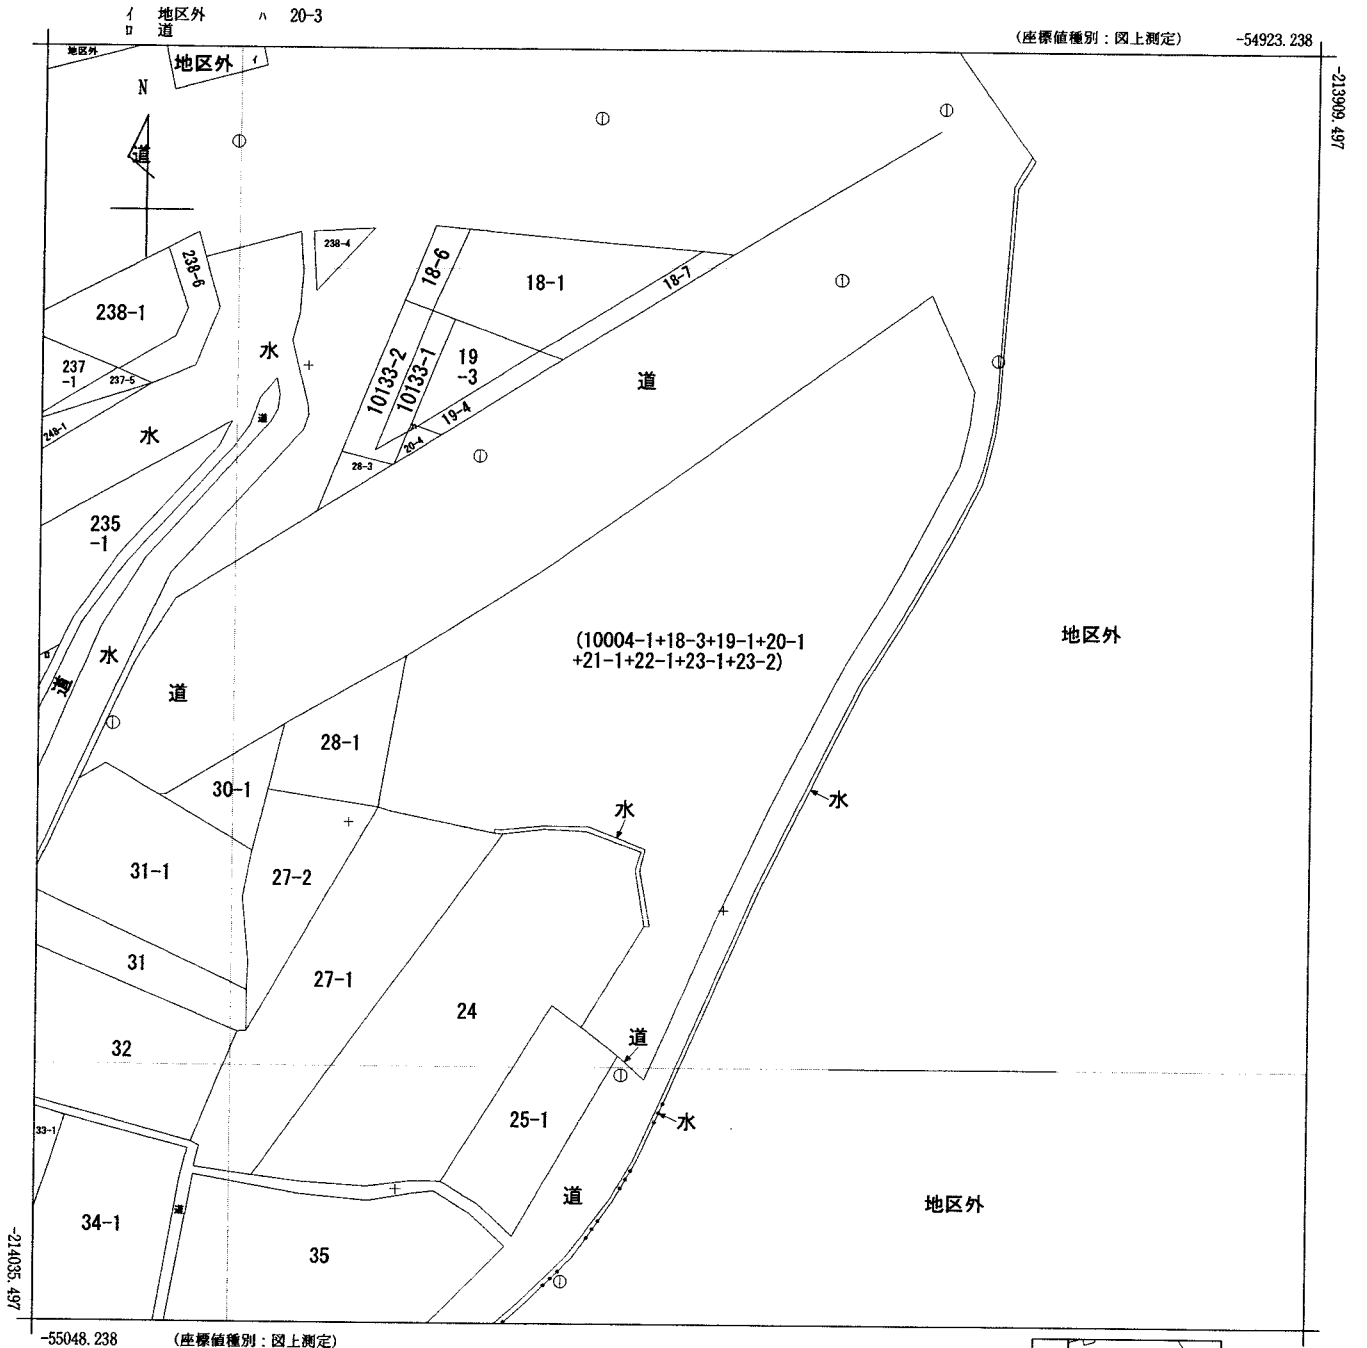 イ 地区外 ハ 20-3
ロ 道
(座標値種別:図上測定) -54923.238
-213909.497
地区外
地区外 イ
N
道
238-4
238-6
18-6
18-1
18-7
238-1
水
237
-1
237-5
10133-2
10133-1
19
-3
道
19-4
ハ
20-4
28-3
248-1
水
道
235
-1
(10004-1+18-3+19-1+20-1
+21-1+22-1+23-1+23-2)
地区外
ロ
水
道
道
28-1
30-1
水
水
31-1
27-2
31
27-1
24
32
道
25-1
水
33-1
道
地区外
34-1
道
35
-214035.497
-55048.238 (座標値種別:図上測定)